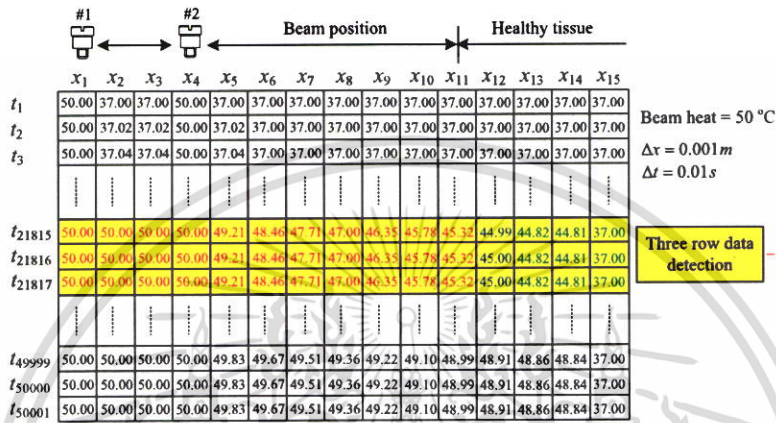 #1 #2 Beam position Healthy tissue
x1 x2 x3 x4 x5 x6 x7 x8 x9 x10 x11 x12 x13 x14 x15
t1 50.00 37.00 37.00 50.00 37.00 37.00 37.00 37.00 37.00 37.00 37.00 37.00 37.00 37.00 37.00
t2 50.00 37.02 37.02 50.00 37.02 37.00 37.00 37.00 37.00 37.00 37.00 37.00 37.00 37.00 37.00
t3 50.00 37.04 37.04 50.00 37.04 37.00 37.00 37.00 37.00 37.00 37.00 37.00 37.00 37.00 37.00
Beam heat = 50 °C
Δx = 0.001m
Δt = 0.01s
t21815 50.00 50.00 50.00 50.00 49.21 48.46 47.71 47.00 46.35 45.78 45.32 44.99 44.82 44.81 37.00
t21816 50.00 50.00 50.00 50.00 49.21 48.46 47.71 47.00 46.35 45.78 45.32 45.00 44.82 44.81 37.00
t21817 50.00 50.00 50.00 50.00 49.21 48.46 47.71 47.00 46.35 45.78 45.32 45.00 44.82 44.81 37.00
Three row data
detection
t49999 50.00 50.00 50.00 50.00 49.83 49.67 49.51 49.36 49.22 49.10 48.99 48.91 48.86 48.84 37.00
t50000 50.00 50.00 50.00 50.00 49.83 49.67 49.51 49.36 49.22 49.10 48.99 48.91 48.86 48.84 37.00
t50001 50.00 50.00 50.00 50.00 49.83 49.67 49.51 49.36 49.22 49.10 48.99 48.91 48.86 48.84 37.00